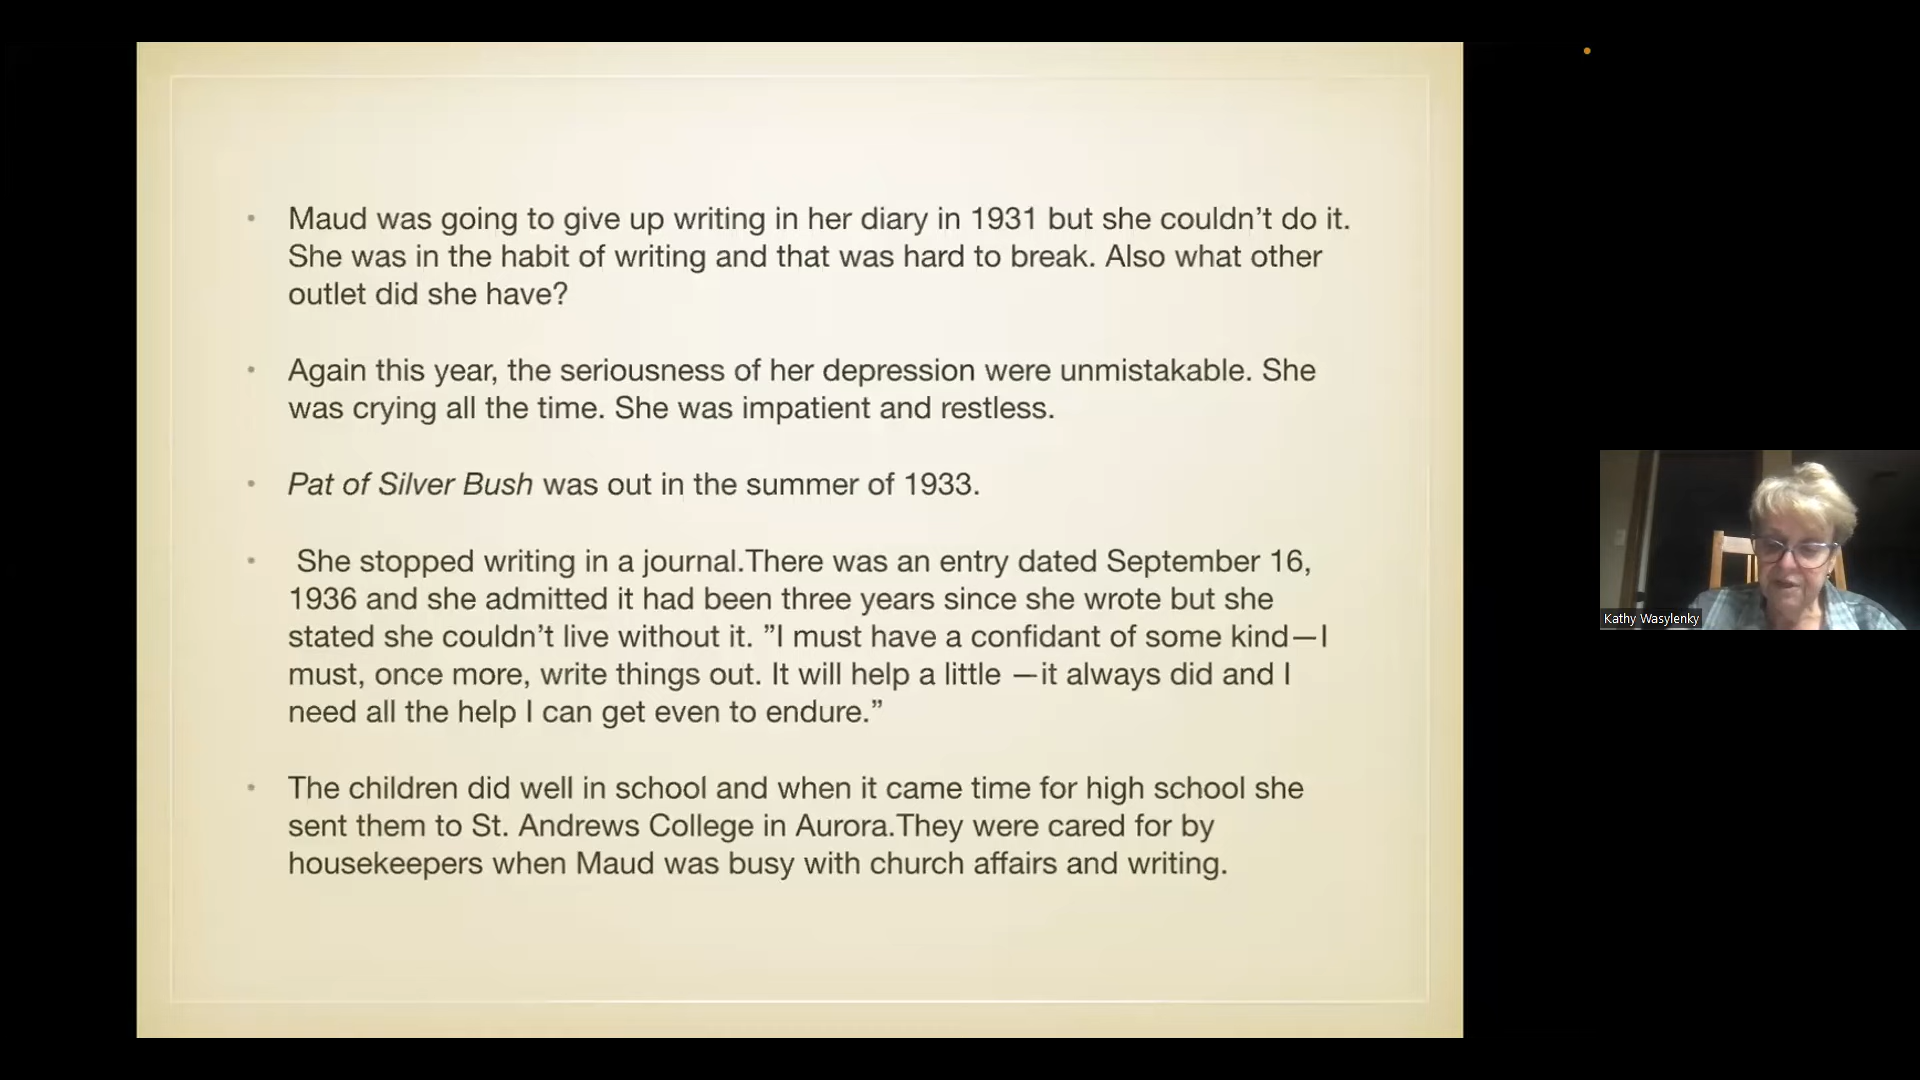 • Maud was going to give up writing in her diary in 1931 but she couldn’t do it.
She was in the habit of writing and that was hard to break. Also what other
outlet did she have?
• Again this year, the seriousness of her depression were unmistakable. She
was crying all the time. She was impatient and restless.
• Pat of Silver Bush was out in the summer of 1933.
• She stopped writing in a journal.There was an entry dated September 16,
1936 and she admitted it had been three years since she wrote but she
stated she couldn’t live without it. ”I must have a confidant of some kind—I
must, once more, write things out. It will help a little —it always did and I
need all the help I can get even to endure.”
• The children did well in school and when it came time for high school she
sent them to St. Andrews College in Aurora.They were cared for by
housekeepers when Maud was busy with church affairs and writing.
Kathy Wasylenky